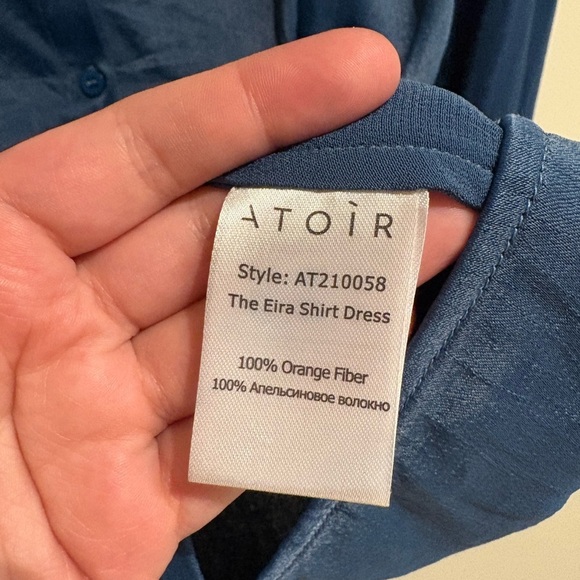 ATOÌR
Style: AT210058
The Eira Shirt Dress
100% Orange Fiber
100% Апельсиновое волокно